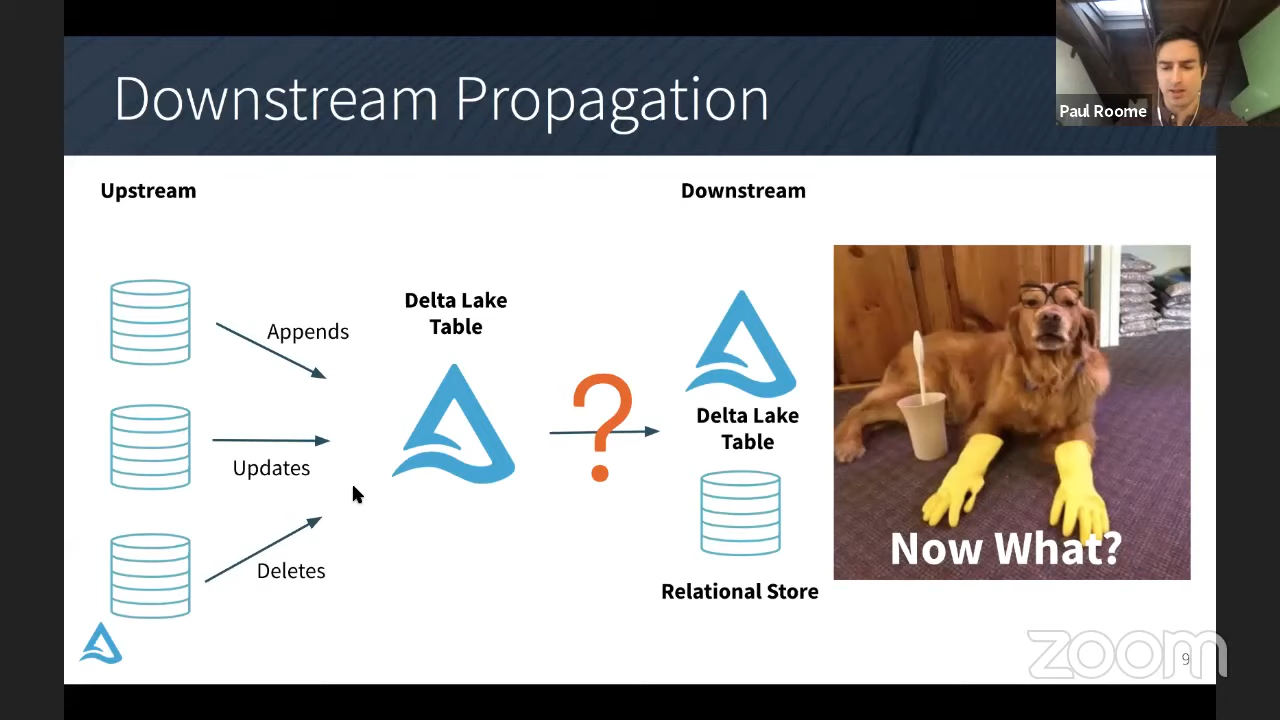 Downstream Propagation
Paul Roome
Upstream
Downstream
Appends
Delta Lake
Table
Updates
?
Delta Lake
Table
Deletes
Relational Store
Now What?
zoom
9